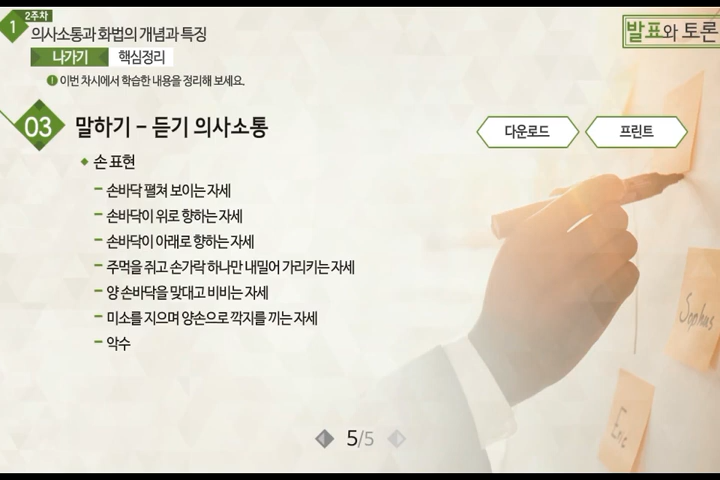 1
2주차
의사소통과 화법의 개념과 특징
발표와 토론
나가기
핵심정리
! 이번 차시에서 학습한 내용을 정리해 보세요.
03 말하기 – 듣기 의사소통
다운로드
프린트
◆ 손 표현
– 손바닥 펼쳐 보이는 자세
– 손바닥이 위로 향하는 자세
– 손바닥이 아래로 향하는 자세
– 주먹을 쥐고 손가락 하나만 내밀어 가리키는 자세
– 양 손바닥을 맞대고 비비는 자세
– 미소를 지으며 양손으로 깍지를 끼는 자세
– 악수
Sophus
Eric
5/5